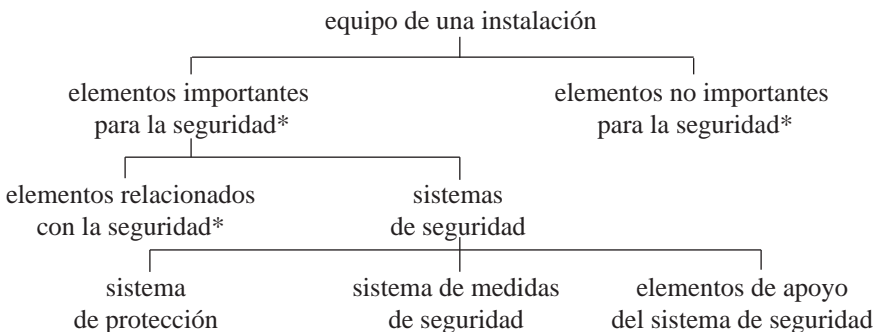 equipo de una instalación
elementos importantes
para la seguridad*
elementos no importantes
para la seguridad*
elementos relacionados
con la seguridad*
sistemas
de seguridad
sistema
de protección
sistema de medidas
de seguridad
elementos de apoyo
del sistema de seguridad